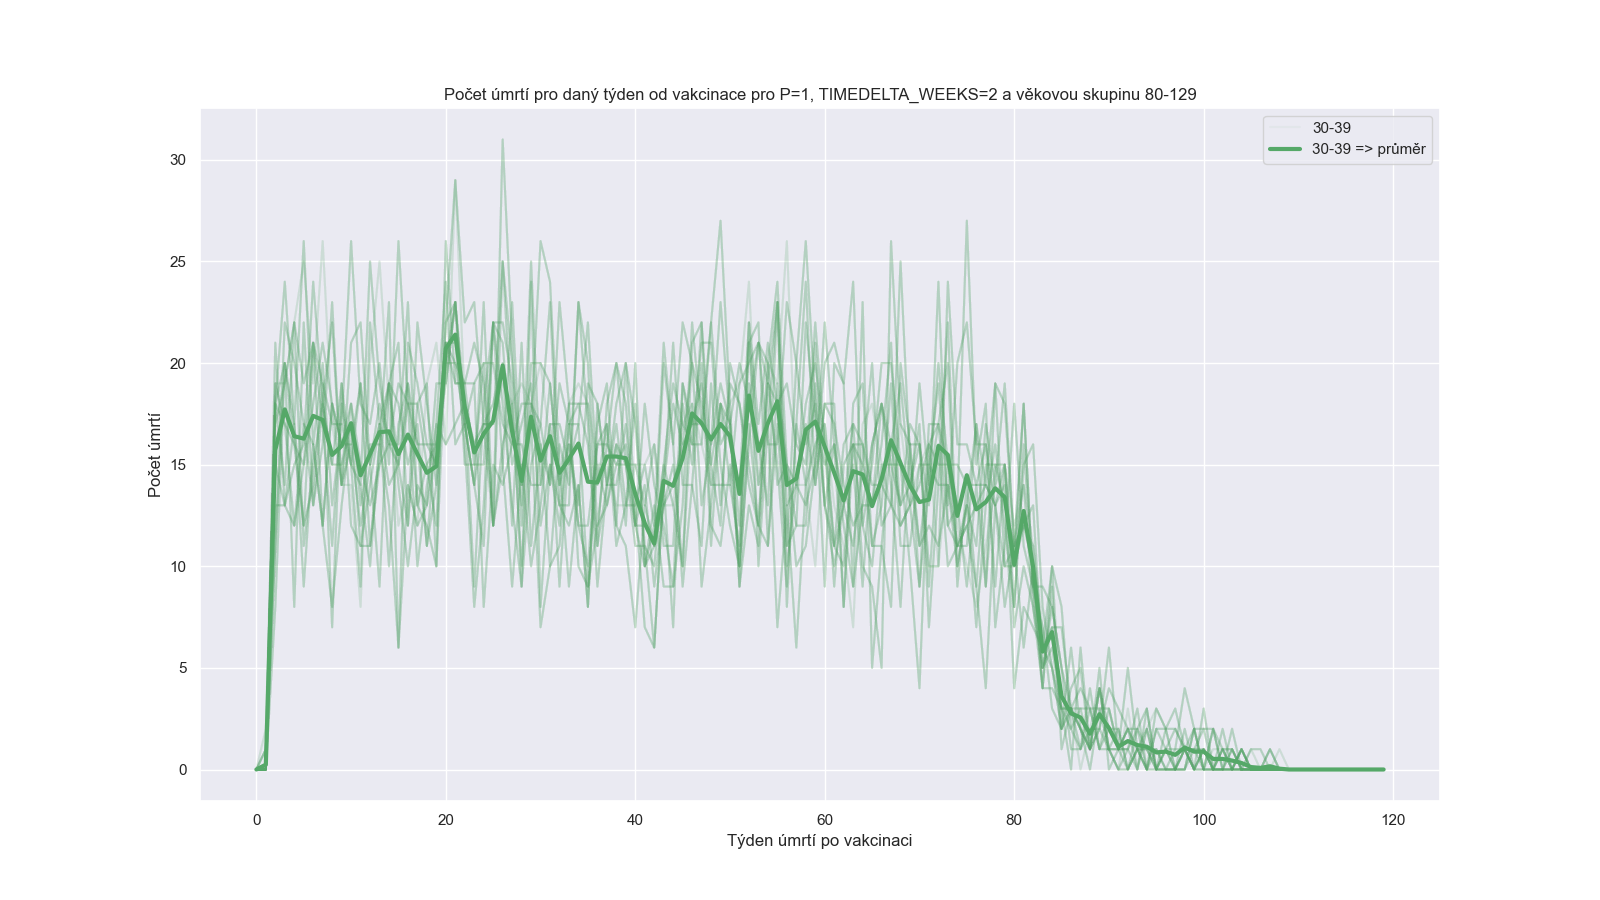 Počet úmrtí pro daný týden od vakcinace pro P=1, TIMEDELTA_WEEKS=2 a věkovou skupinu 80-129
30-39
30-39 => průměr
Počet úmrtí
30
25
20
15
10
5
0
0 20 40 60 80 100 120
Týden úmrtí po vakcinaci